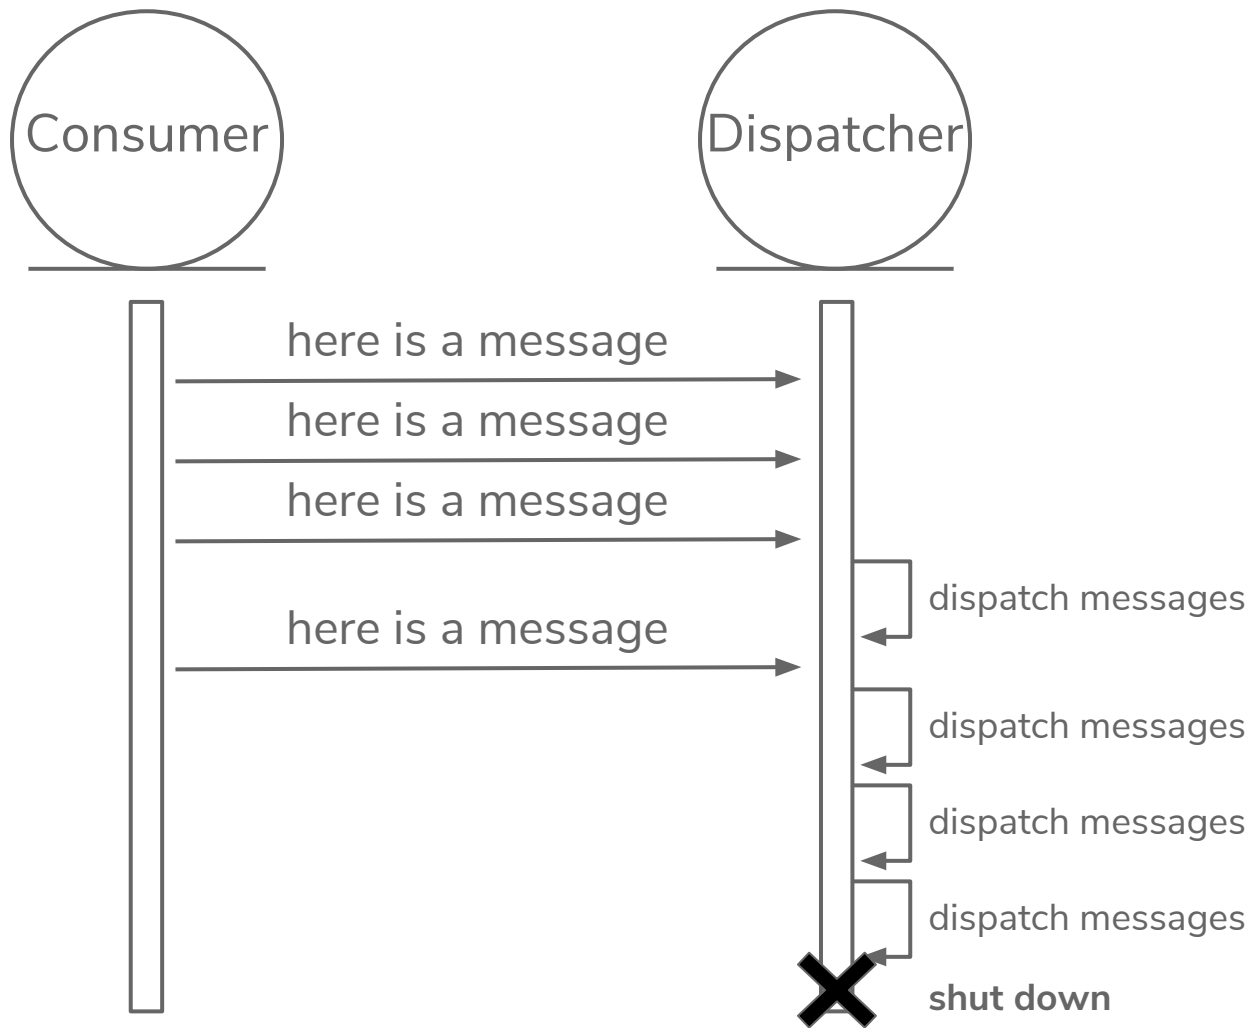 Consumer
Dispatcher
here is a message
here is a message
here is a message
dispatch messages
here is a message
dispatch messages
dispatch messages
dispatch messages
shut down